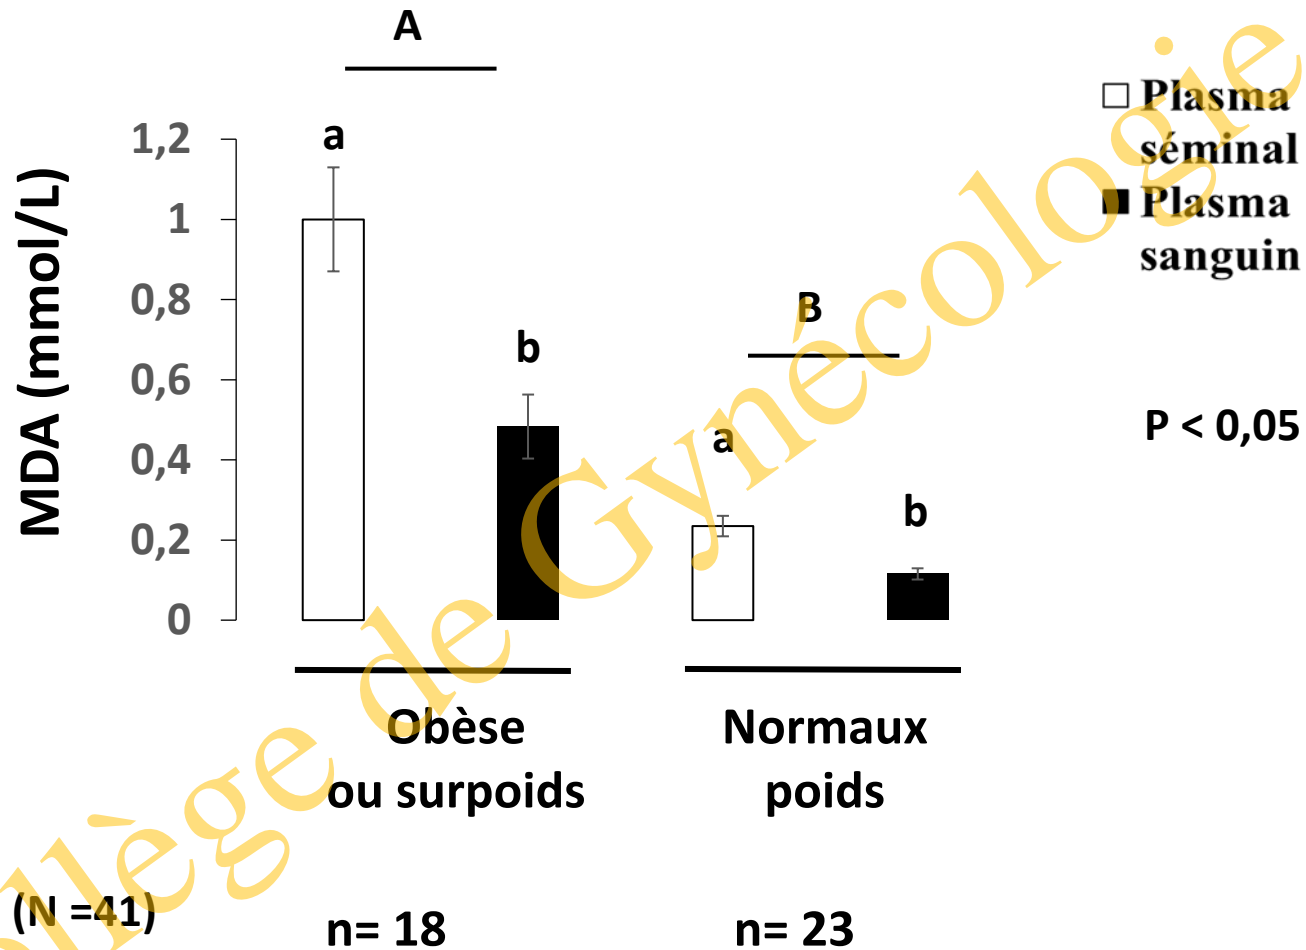 A
Plasma
séminal
Plasma
sanguin
MDA (mmol/L)
1,2
1
0,8
0,6
0,4
0,2
0
a
b
B
a
b
P < 0,05
Obèse
ou surpoids
Normaux
poids
(N =41)
n= 18
n= 23
llège de Gynécologie